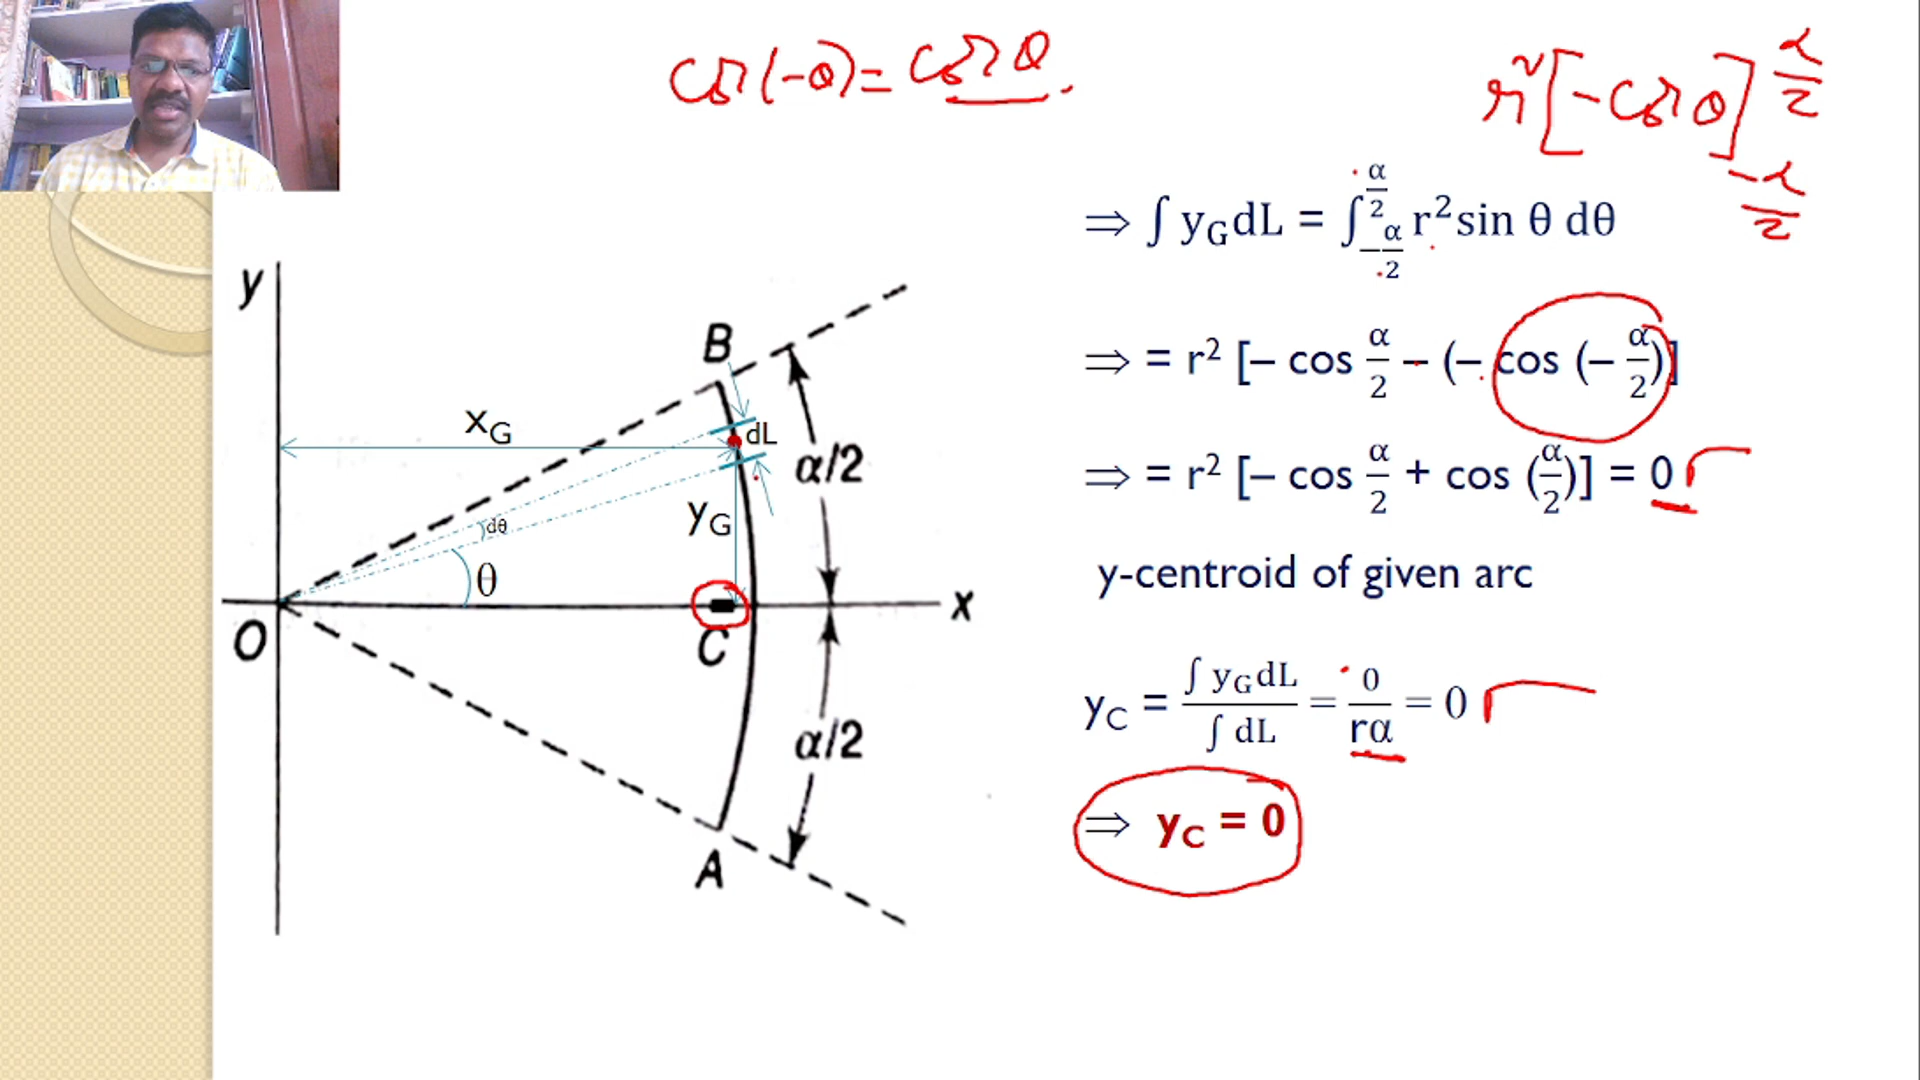 cos(-θ) = cos θ.
r²[-cos θ] α/2 -α/2
⇒ ∫ y_G dL = ∫_{-α/2}^{α/2} r² sin θ dθ
⇒ = r² [– cos α/2 – (– cos (– α/2)]
⇒ = r² [– cos α/2 + cos (α/2)] = 0
y-centroid of given arc
y_C = ∫ y_G dL / ∫ dL = 0 / rα = 0
⇒ y_C = 0
y
B
x_G
dL
α/2
y_G
dθ
θ
x
O
C
α/2
A